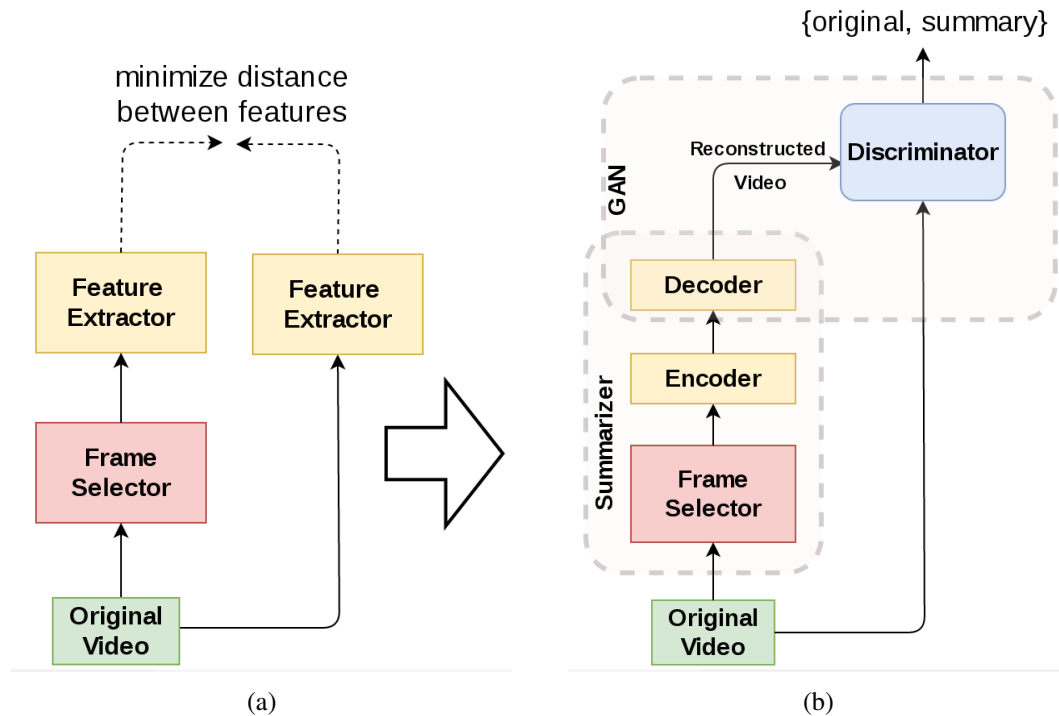 minimize distance
between features
Feature
Extractor
Feature
Extractor
Frame
Selector
Original
Video
(a)
{original, summary}
Discriminator
Reconstructed
Video
GAN
Decoder
Encoder
Summarizer
Frame
Selector
Original
Video
(b)